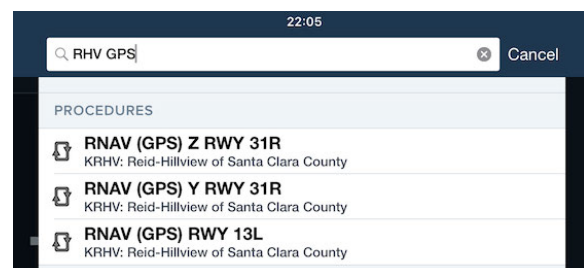 22:05
RHV GPS
Cancel
PROCEDURES
RNAV (GPS) Z RWY 31R
KRHV: Reid-Hillview of Santa Clara County
RNAV (GPS) Y RWY 31R
KRHV: Reid-Hillview of Santa Clara County
RNAV (GPS) RWY 13L
KRHV: Reid-Hillview of Santa Clara County